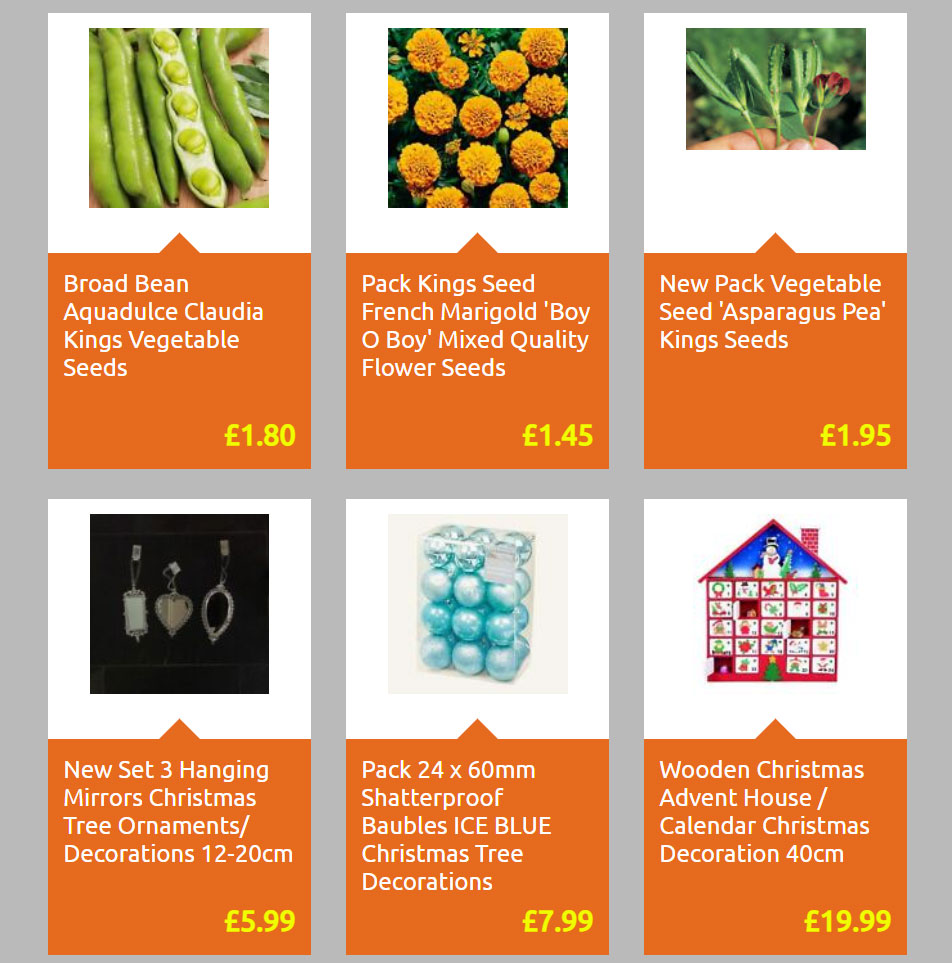 Broad Bean
Aquadulce Claudia
Kings Vegetable
Seeds
£1.80
Pack Kings Seed
French Marigold 'Boy
O Boy' Mixed Quality
Flower Seeds
£1.45
New Pack Vegetable
Seed 'Asparagus Pea'
Kings Seeds
£1.95
New Set 3 Hanging
Mirrors Christmas
Tree Ornaments/
Decorations 12-20cm
£5.99
Pack 24 x 60mm
Shatterproof
Baubles ICE BLUE
Christmas Tree
Decorations
£7.99
Wooden Christmas
Advent House /
Calendar Christmas
Decoration 40cm
£19.99